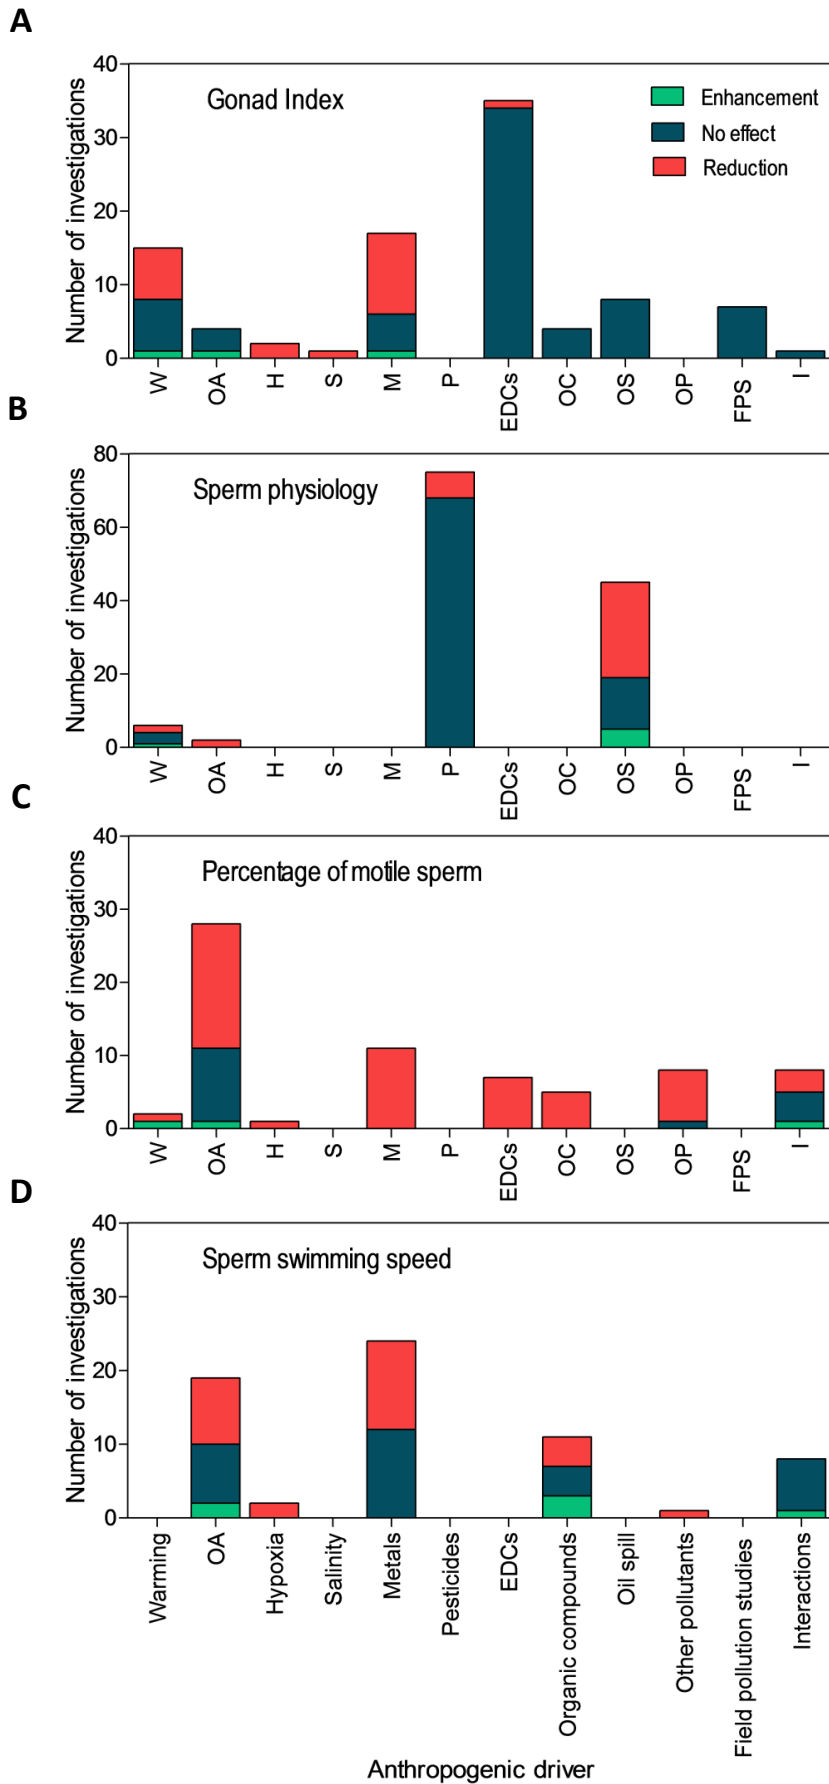 A
Number of investigations
40
30
20
10
0
Gonad Index
Enhancement
No effect
Reduction
W
OA
H
S
M
P
EDCs
OC
OS
OP
FPS
I
B
Number of investigations
80
60
40
20
0
Sperm physiology
W
OA
H
S
M
P
EDCs
OC
OS
OP
FPS
I
C
Number of investigations
40
30
20
10
0
Percentage of motile sperm
W
OA
H
S
M
P
EDCs
OC
OS
OP
FPS
I
D
Number of investigations
40
30
20
10
0
Sperm swimming speed
Warming
OA
Hypoxia
Salinity
Metals
Pesticides
EDCs
Organic compounds
Oil spill
Other pollutants
Field pollution studies
Interactions
Anthropogenic driver